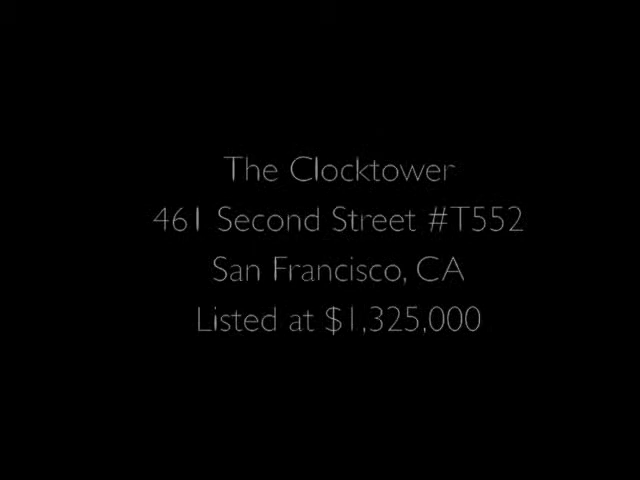 The Clocktower
461 Second Street #T552
San Francisco, CA
Listed at $1,325,000